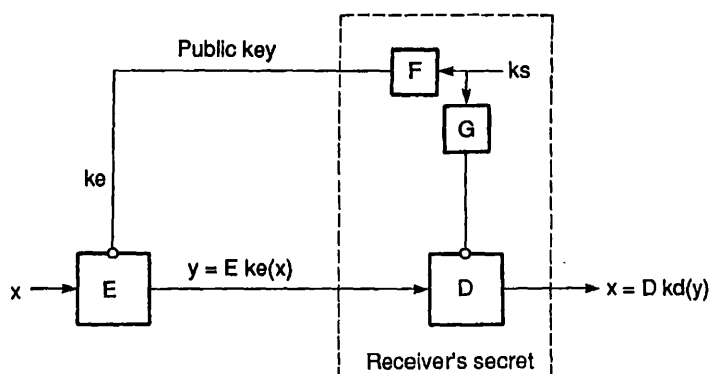 Public key
F
ks
G
ke
x
E
y = E ke(x)
D
x = D kd(y)
Receiver's secret